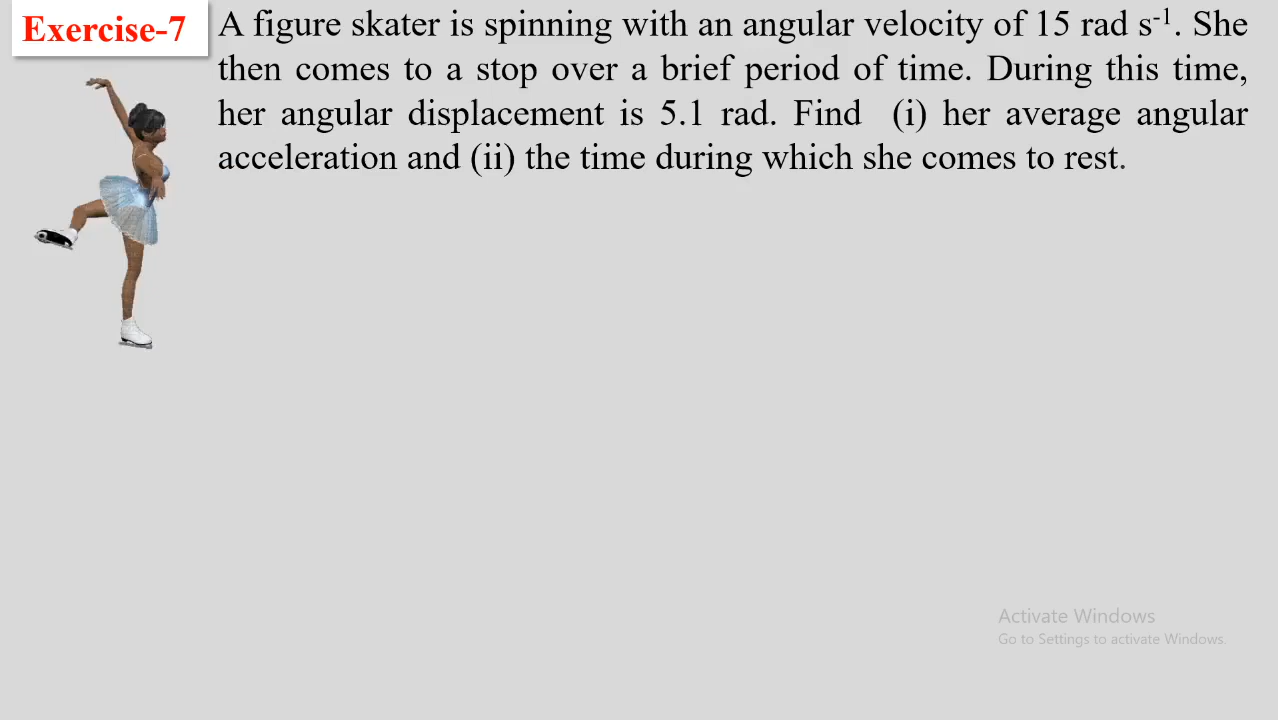 Exercise-7
A figure skater is spinning with an angular velocity of 15 rad s⁻¹. She
then comes to a stop over a brief period of time. During this time,
her angular displacement is 5.1 rad. Find (i) her average angular
acceleration and (ii) the time during which she comes to rest.
Activate Windows
Go to Settings to activate Windows.